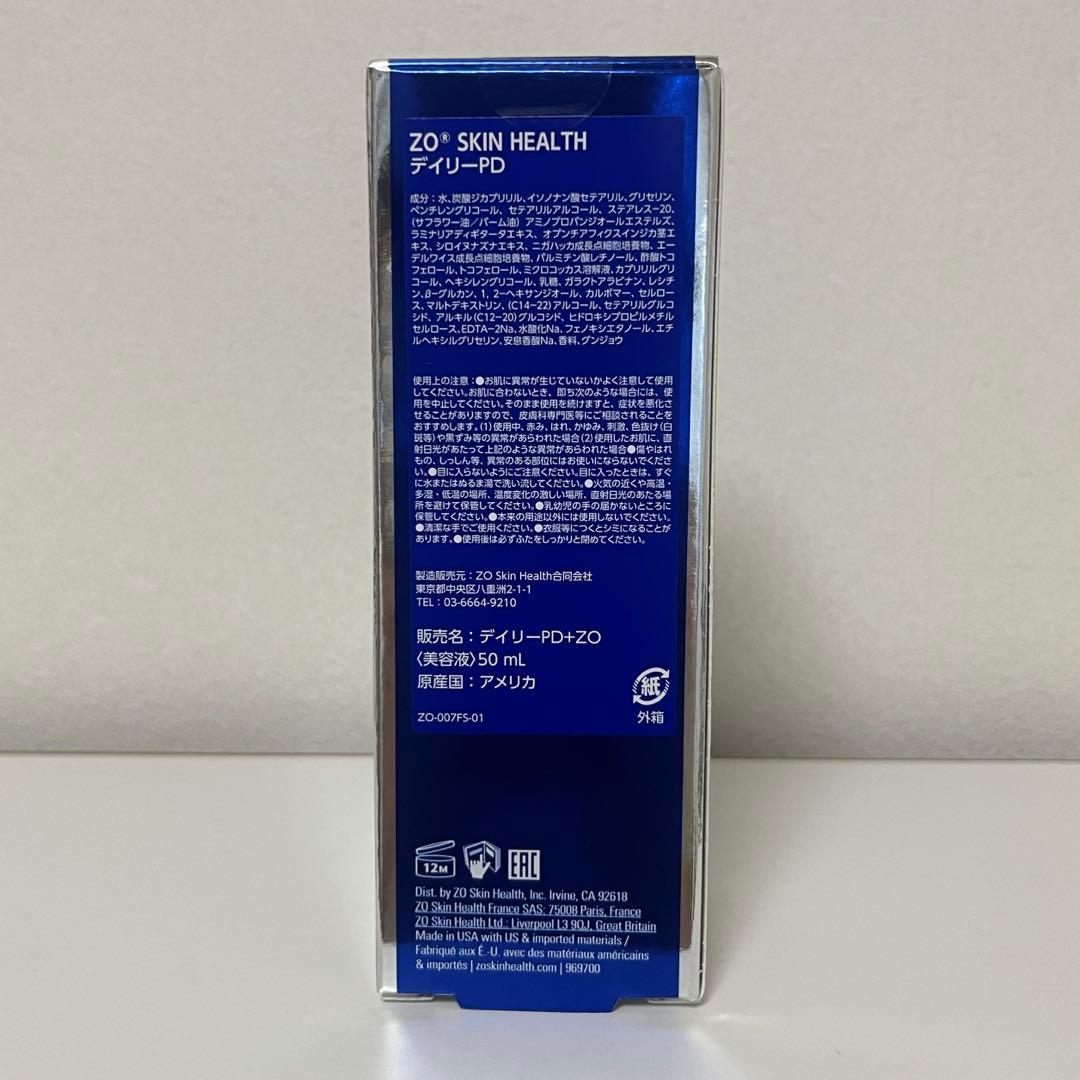 ZO® SKIN HEALTH
デイリーPD
成分：水、炭酸ジカプリリル、イソノナン酸セテアリル、グリセリン、
ペンチレングリコール、セテアリルアルコール、ステアレス-20、
(サフラワー油／パーム油) アミノプロパンジオールエステルズ、
ラミナリアディギタータエキス、オプンチアフィクスインジカ茎エ
キス、シロイヌナズナエキス、ニガハッカ成長点細胞培養物、エー
デルワイス成長点細胞培養物、パルミチン酸レチノール、酢酸トコ
フェロール、トコフェロール、ミクロコッカス溶解液、カプリリルグリ
コール、ヘキシレングリコール、乳糖、ガラクトアラビナン、レシチ
ン、β-グルカン、1, 2-ヘキサンジオール、カルボマー、セルロー
ス、マルトデキストリン、(C14-22)アルコール、セテアリルグルコ
シド、アルキル(C12-20)グルコシド、ヒドロキシプロピルメチル
セルロース、EDTA-2Na、水酸化Na、フェノキシエタノール、エチ
ルヘキシルグリセリン、安息香酸Na、香料、グンジョウ
使用上の注意：●お肌に異常が生じていないかよく注意して使用
してください。お肌に合わないとき、即ち次のような場合には、使
用を中止してください。そのまま使用を続けますと、症状を悪化さ
せることがありますので、皮膚科専門医等にご相談されることを
おすすめします。(1)使用中、赤み、はれ、かゆみ、刺激、色抜け(白
斑等)や黒ずみ等の異常があらわれた場合(2)使用したお肌に、直
射日光があたって上記のような異常があらわれた場合●傷やはれ
もの、しっしん等、異常のある部位にはお使いにならないでくださ
い。●目に入らないようにご注意ください。目に入ったときは、すぐ
に水またはぬるま湯で洗い流してください。●火気の近くや高温・
多湿・低温の場所、温度変化の激しい場所、直射日光のあたる場
所を避けて保管してください。●乳幼児の手の届かないところに
保管してください。●本来の用途以外には使用しないでください。
●清潔な手でご使用ください。●衣服等につくとシミになることが
あります。●使用後は必ずふたをしっかりと閉めてください。
製造販売元：ZO Skin Health合同会社
東京都中央区八重洲2-1-1
TEL：03-6664-9210
販売名：デイリーPD+ZO
〈美容液〉50 mL
原産国：アメリカ
紙
ZO-007FS-01
外箱
12M
EAC
Dist. by ZO Skin Health, Inc. Irvine, CA 92618
ZO Skin Health France SAS: 75008 Paris, France
ZO Skin Health Ltd.: Liverpool L3 9QJ, Great Britain
Made in USA with US & imported materials /
Fabriqué aux É.-U. avec des matériaux américains
& importés | zoskinhealth.com | 969700